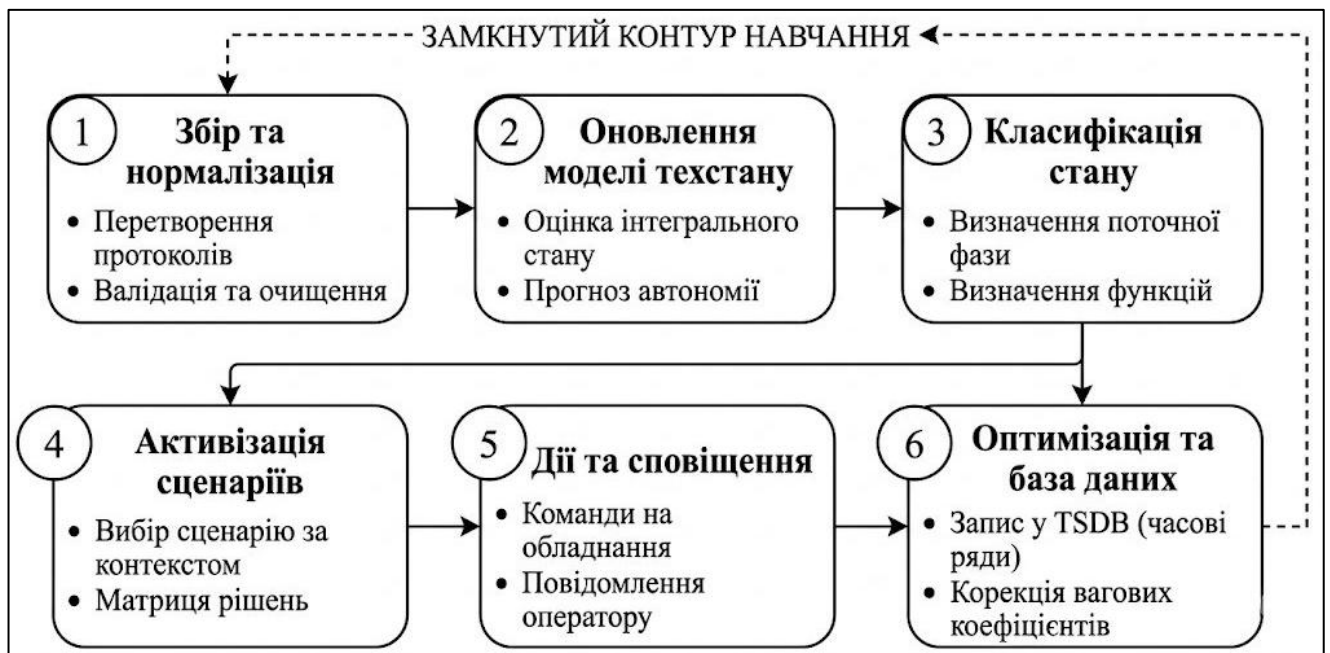 ЗАМКНУТИЙ КОНТУР НАВЧАННЯ
1
Збір та
нормалізація
• Перетворення
протоколів
• Валідація та очищення
2
Оновлення
моделі техстану
• Оцінка інтегрального
стану
• Прогноз автономії
3
Класифікація
стану
• Визначення поточної
фази
• Визначення функцій
4
Активізація
сценаріїв
• Вибір сценарію за
контекстом
• Матриця рішень
5
Дії та сповіщення
• Команди на
обладнання
• Повідомлення
оператору
6
Оптимізація та
база даних
• Запис у TSDB (часові
ряди)
• Корекція вагових
коефіцієнтів